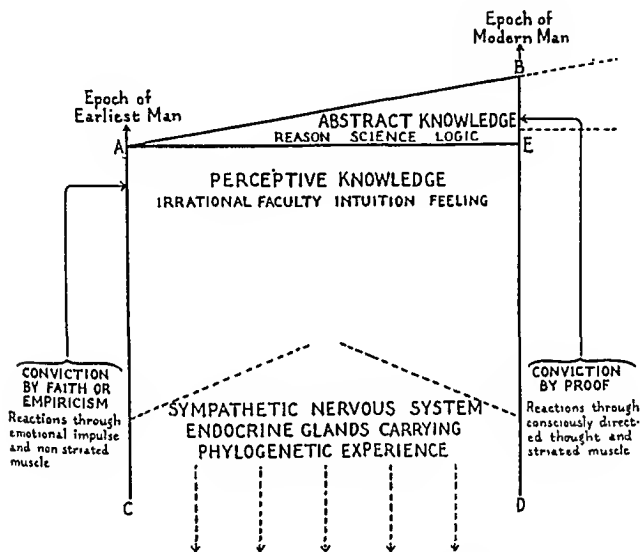 Epoch of
Modern Man
B
Epoch of
Earliest Man
ABSTRACT KNOWLEDGE
REASON SCIENCE LOGIC
A
E
PERCEPTIVE KNOWLEDGE
IRRATIONAL FACULTY INTUITION FEELING
CONVICTION
BY FAITH OR
EMPIRICISM
Reactions through
emotional impulse
and non striated
muscle
SYMPATHETIC NERVOUS SYSTEM
ENDOCRINE GLANDS CARRYING
PHYLOGENETIC EXPERIENCE
CONVICTION
BY PROOF
Reactions through
consciously direct-
ed thought and
striated muscle
C
D